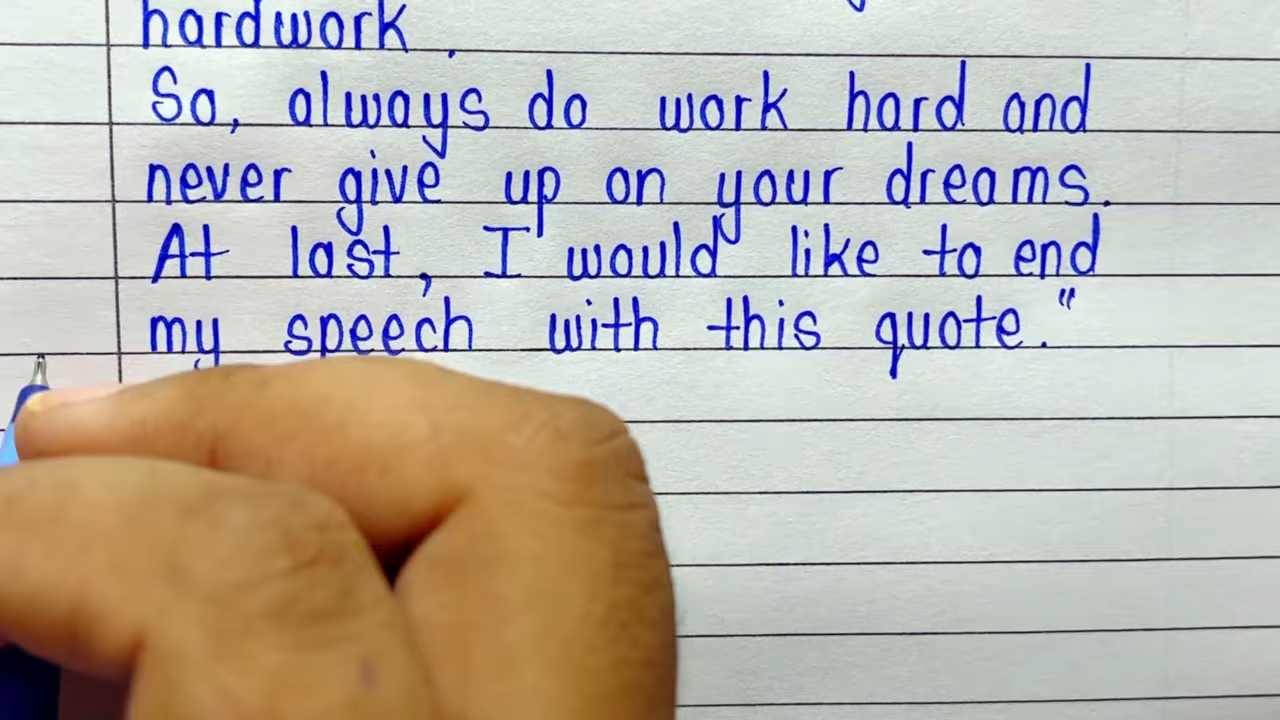 hardwork.
So, always do work hard and
never give up on your dreams.
At last, I would like to end
my speech with this quote."